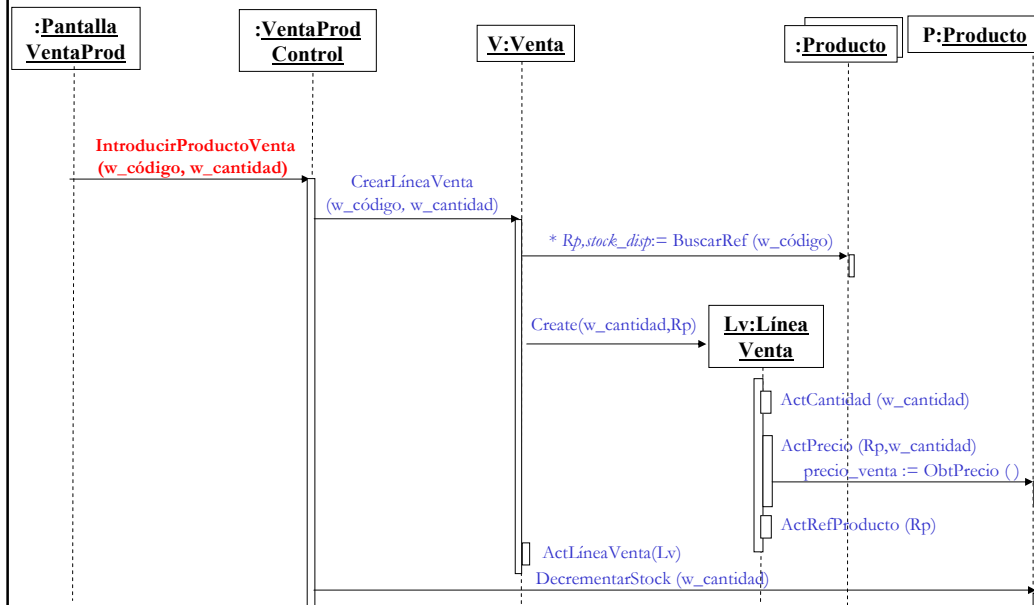 :Pantalla
VentaProd
:VentaProd
Control
V:Venta
:Producto
P:Producto
IntroducirProductoVenta
(w_código, w_cantidad)
CrearLíneaVenta
(w_código, w_cantidad)
* Rp,stock_disp:= BuscarRef (w_código)
Create(w_cantidad,Rp)
Lv:Línea
Venta
ActCantidad (w_cantidad)
ActPrecio (Rp,w_cantidad)
precio_venta := ObtPrecio ( )
ActRefProducto (Rp)
ActLíneaVenta(Lv)
DecrementarStock (w_cantidad)